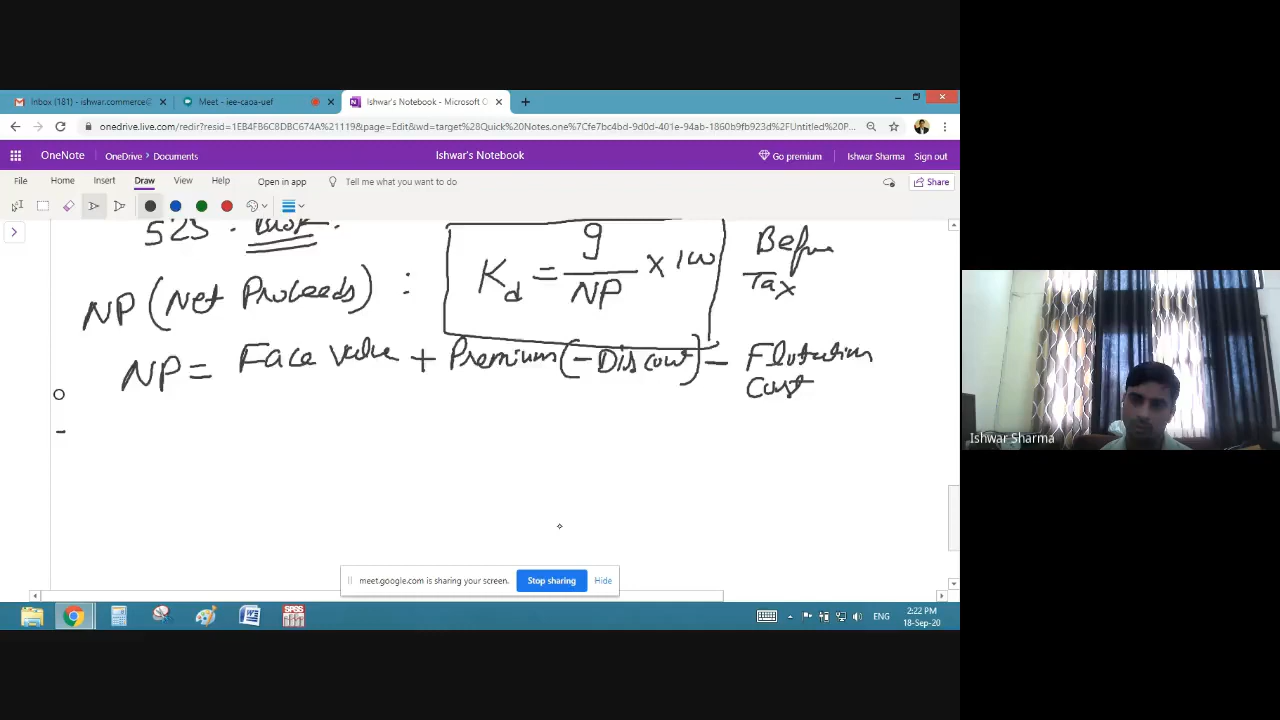 Inbox (181) - ishwar.commerce@
Meet - iee-caoa-uef
Ishwar's Notebook - Microsoft O
onedrive.live.com/redir?resid=1EB4FB6C8DBC674A%21119&page=Edit&wd=target%28Quick%20Notes.one%7Cfe7bc4bd-9d0d-401e-94ab-1860b9fb923d%2FUntitled%20P...
OneNote OneDrive > Documents Ishwar's Notebook Go premium Ishwar Sharma Sign out
File Home Insert Draw View Help Open in app Tell me what you want to do Share
525 .
Kd = g/NP x 100 Before Tax
NP (Net Proceeds) :
NP = Face value + Premium (- Discout) - Flotation Cost
Ishwar Sharma
meet.google.com is sharing your screen. Stop sharing Hide
ENG 2:22 PM
18-Sep-20
SPSS